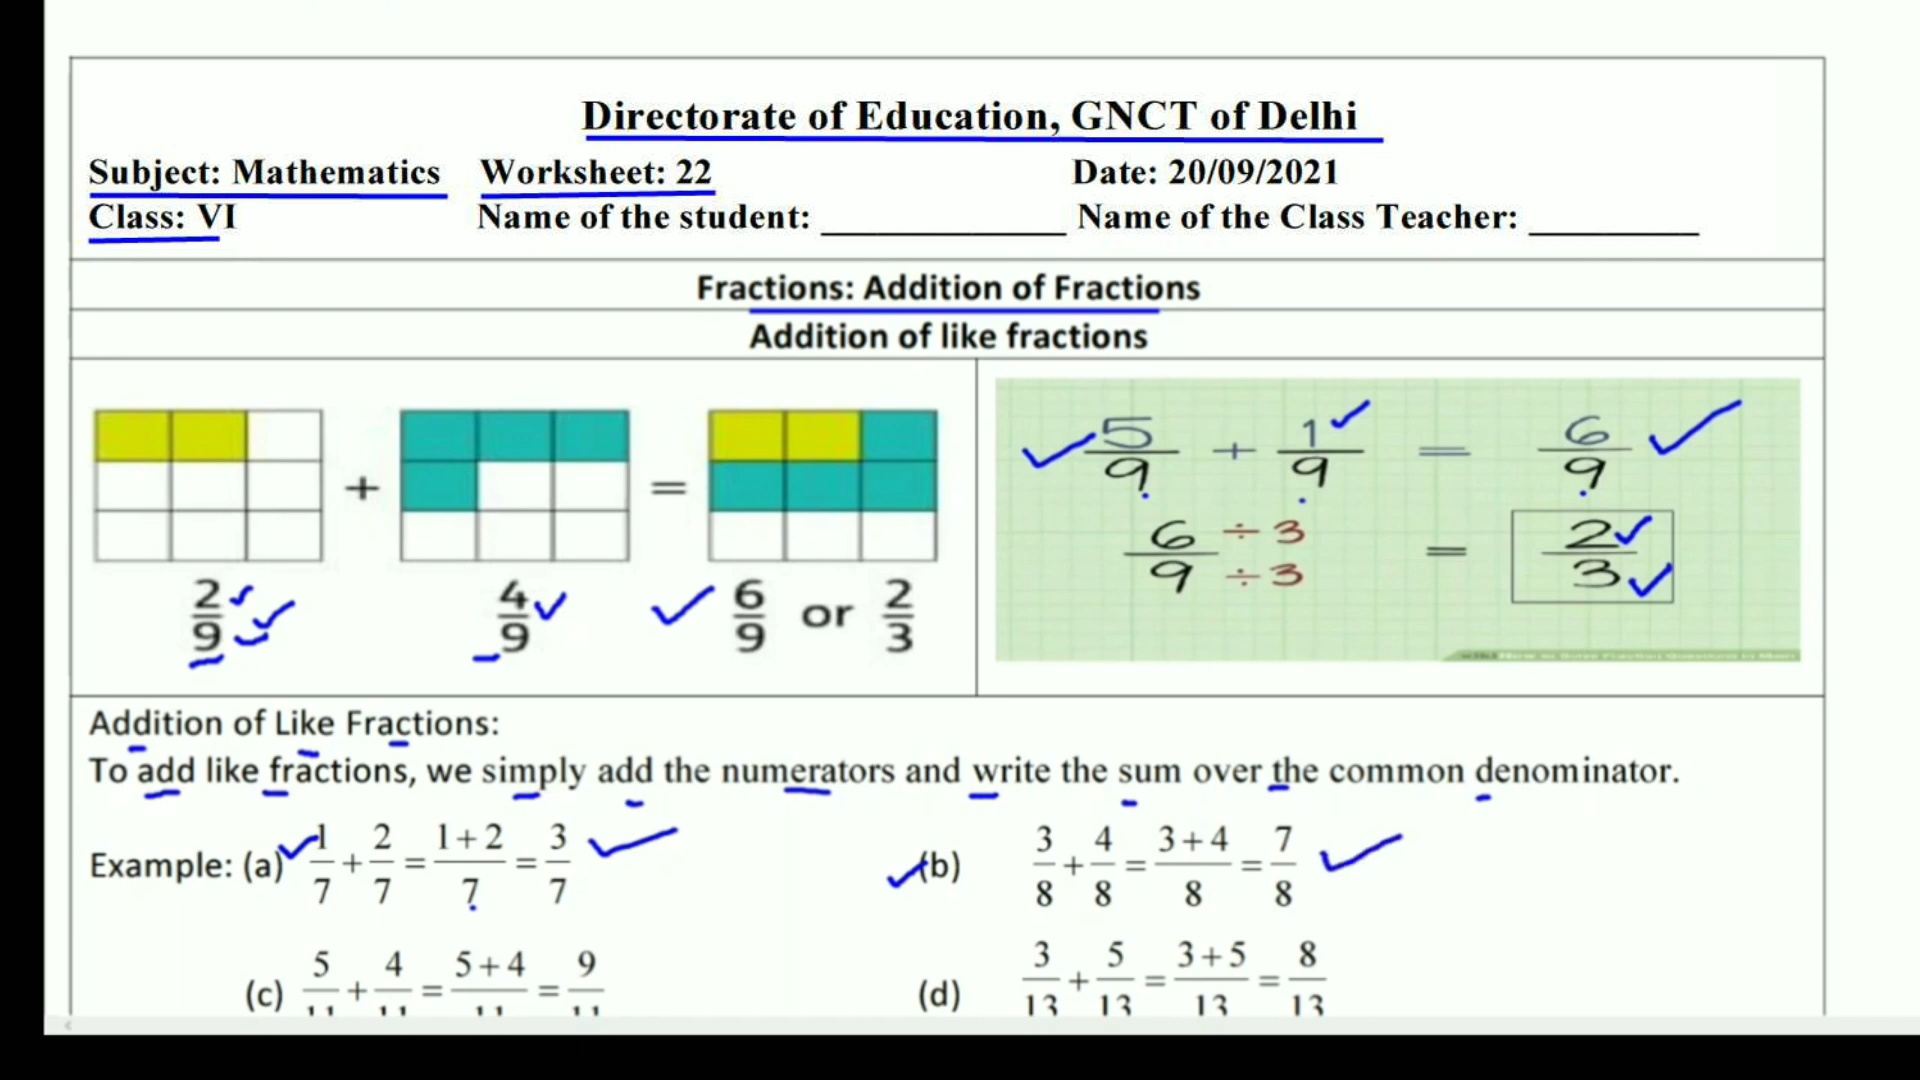 Directorate of Education, GNCT of Delhi
Subject: Mathematics Worksheet: 22 Date: 20/09/2021
Class: VI Name of the student: ____________ Name of the Class Teacher: ________
Fractions: Addition of Fractions
Addition of like fractions
2/9 + 4/9 = 6/9 or 2/3
5/9 + 1/9 = 6/9
6 ÷ 3 / 9 ÷ 3 = 2/3
Addition of Like Fractions:
To add like fractions, we simply add the numerators and write the sum over the common denominator.
Example: (a) 1/7 + 2/7 = 1+2/7 = 3/7 (b) 3/8 + 4/8 = 3+4/8 = 7/8
(c) 5/11 + 4/11 = 5+4/11 = 9/11 (d) 3/13 + 5/13 = 3+5/13 = 8/13